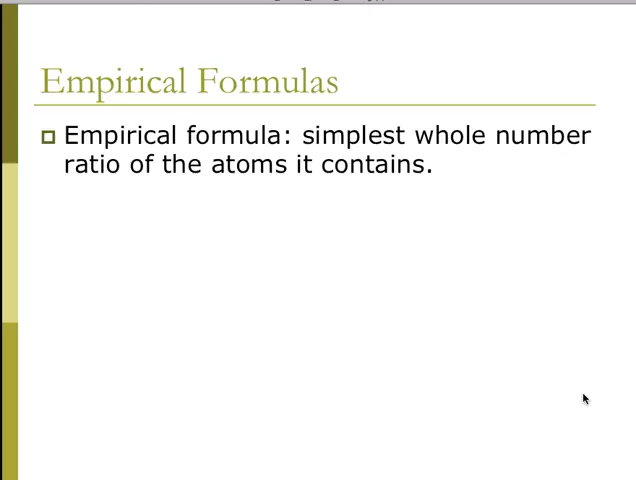 Empirical Formulas
Empirical formula: simplest whole number
ratio of the atoms it contains.